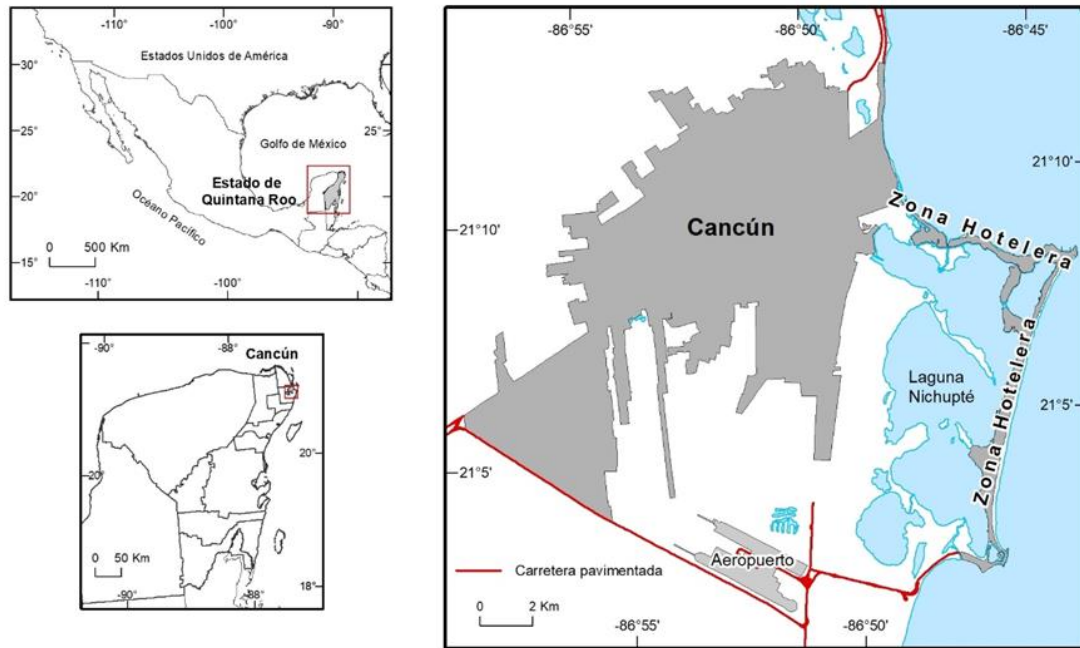 -110°
-100°
-90°
Estados Unidos de América
30°
25°
25°
Golfo de México
Estado de
Quintana Roo
20°
20°
Océano Pacífico
0
500 Km
15°
15°
-110°
-100°
-90
-88
Cancún
20°
20°
0
50 Km
18°
-90°
-88°
-86°55'
-86°50'
-86°45'
21°10'
Zona Hotelera
21°10'
Cancún
Laguna
Nichupté
Zona Hotelera
21°5'
21°5'
Aeropuerto
Carretera pavimentada
0
2 Km
-86°55'
-86°50'